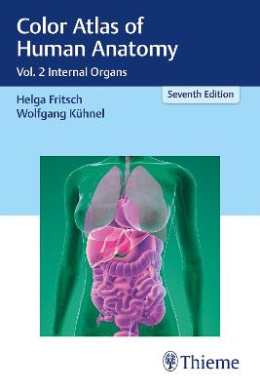 Color Atlas of
Human Anatomy
Vol. 2 Internal Organs
Helga Fritsch
Wolfgang Kühnel
Seventh Edition
Thieme